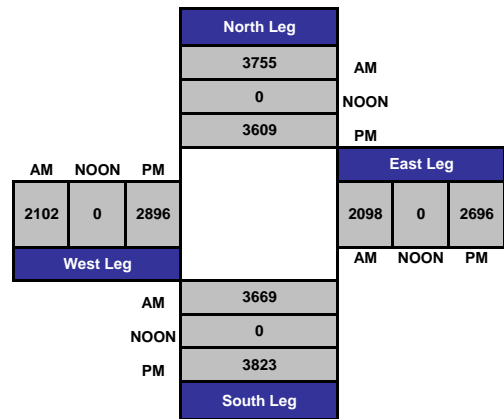 North Leg
3755 AM
0 NOON
3609 PM
AM NOON PM
East Leg
2102 0 2896
2098 0 2696
West Leg
AM NOON PM
AM 3669
NOON 0
PM 3823
South Leg